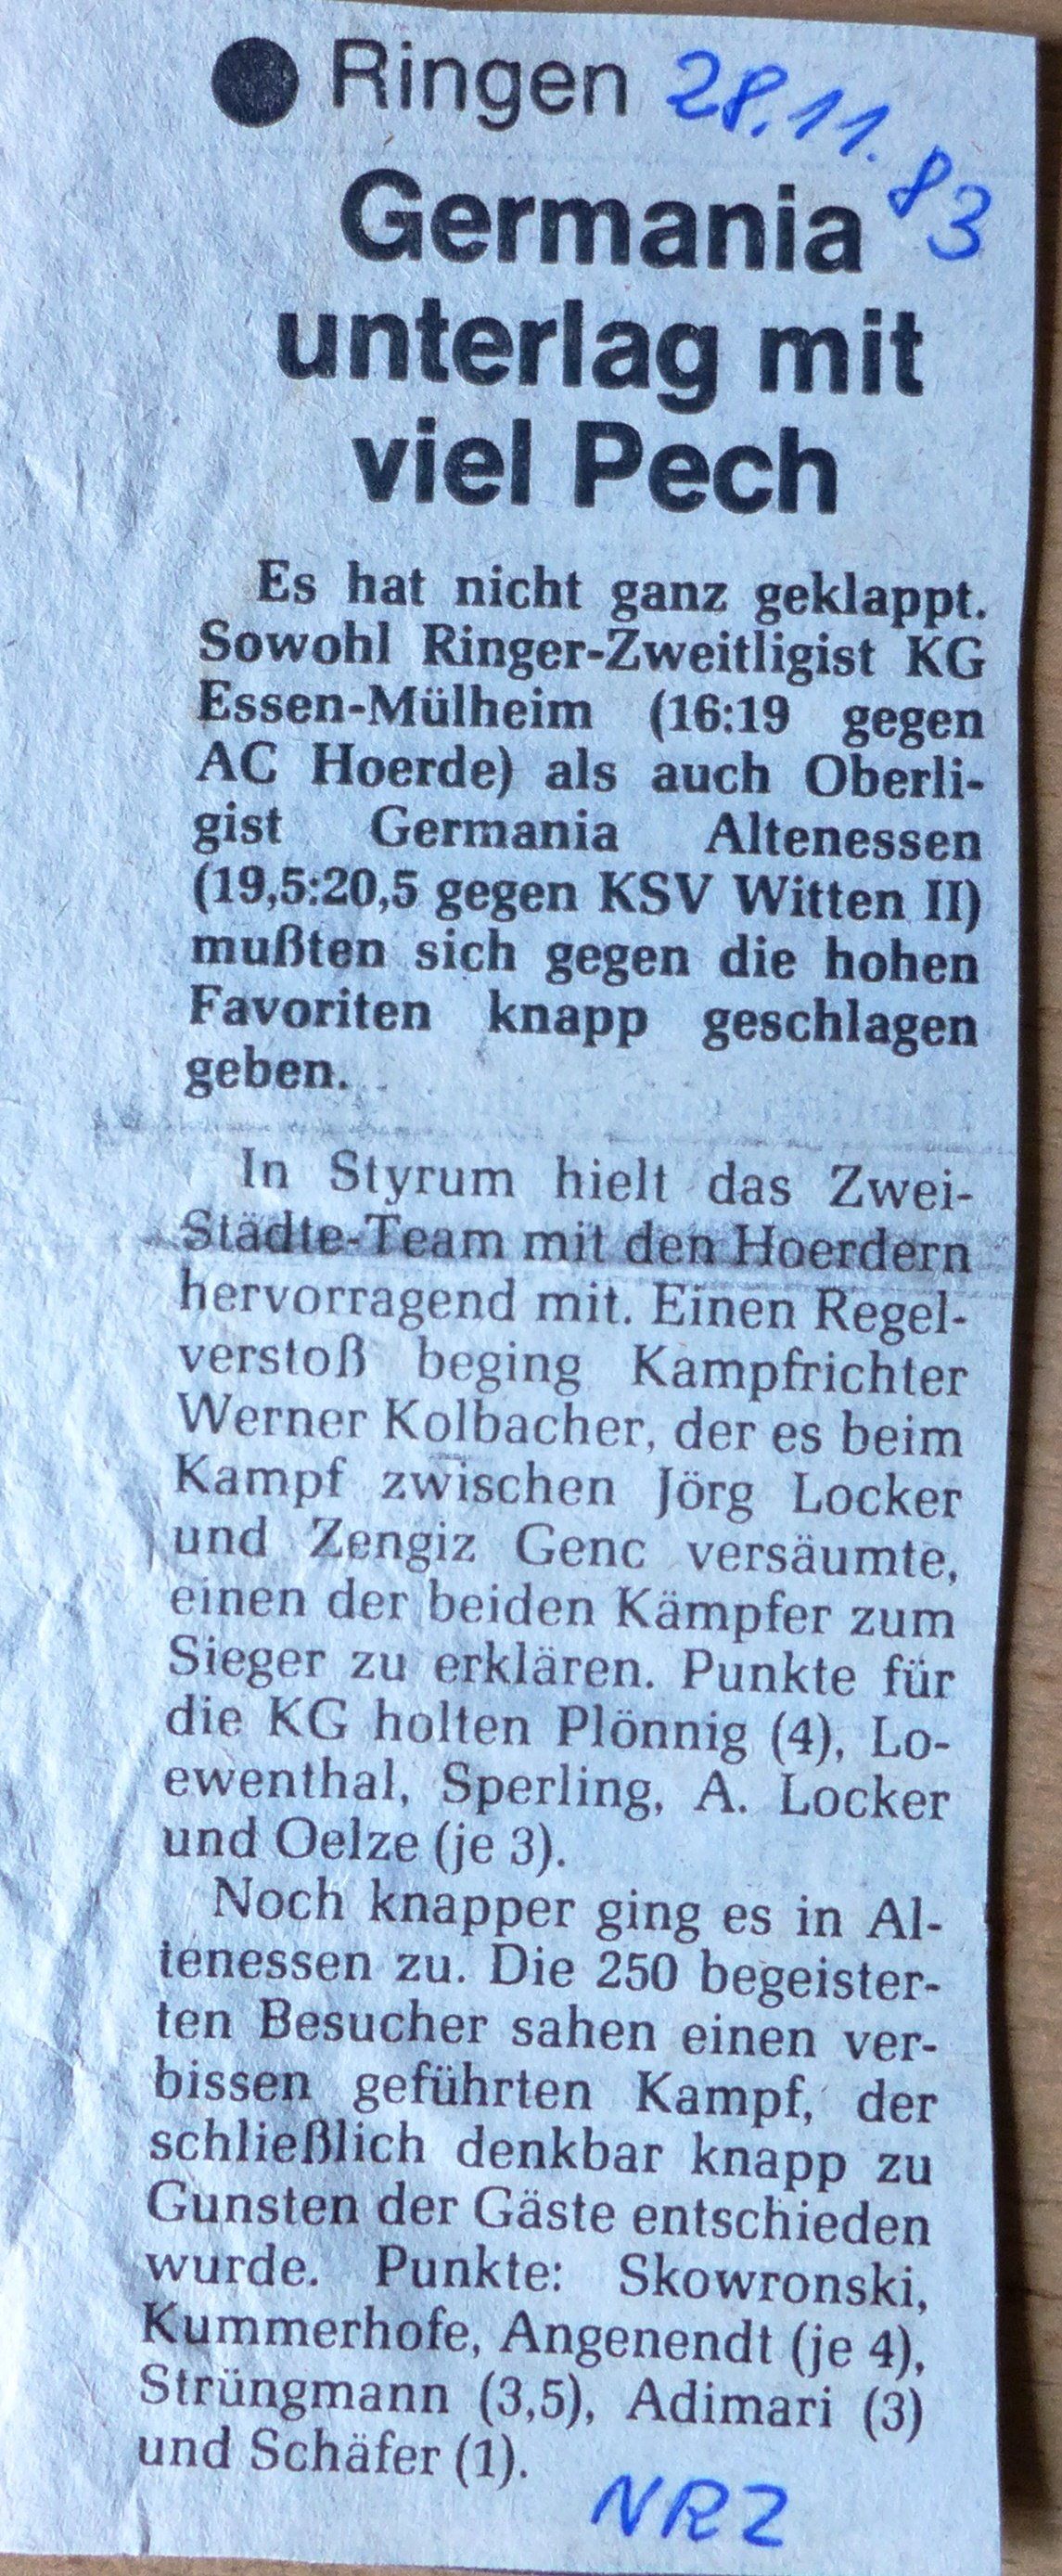 ● Ringen 28.11.83
Germania
unterlag mit
viel Pech
Es hat nicht ganz geklappt.
Sowohl Ringer-Zweitligist KG
Essen-Mülheim (16:19 gegen
AC Hoerde) als auch Oberli-
gist Germania Altenessen
(19,5:20,5 gegen KSV Witten II)
mußten sich gegen die hohen
Favoriten knapp geschlagen
geben.
In Styrum hielt das Zwei-
Städte-Team mit den Hoerdern
hervorragend mit. Einen Regel-
verstoß beging Kampfrichter
Werner Kolbacher, der es beim
Kampf zwischen Jörg Locker
und Zengiz Genc versäumte,
einen der beiden Kämpfer zum
Sieger zu erklären. Punkte für
die KG holten Plönnig (4), Lo-
ewenthal, Sperling, A. Locker
und Oelze (je 3).
Noch knapper ging es in Al-
tenessen zu. Die 250 begeister-
ten Besucher sahen einen ver-
bissen geführten Kampf, der
schließlich denkbar knapp zu
Gunsten der Gäste entschieden
wurde. Punkte: Skowronski,
Kummerhofe, Angenendt (je 4),
Strüngmann (3,5), Adimari (3)
und Schäfer (1).
NRZ